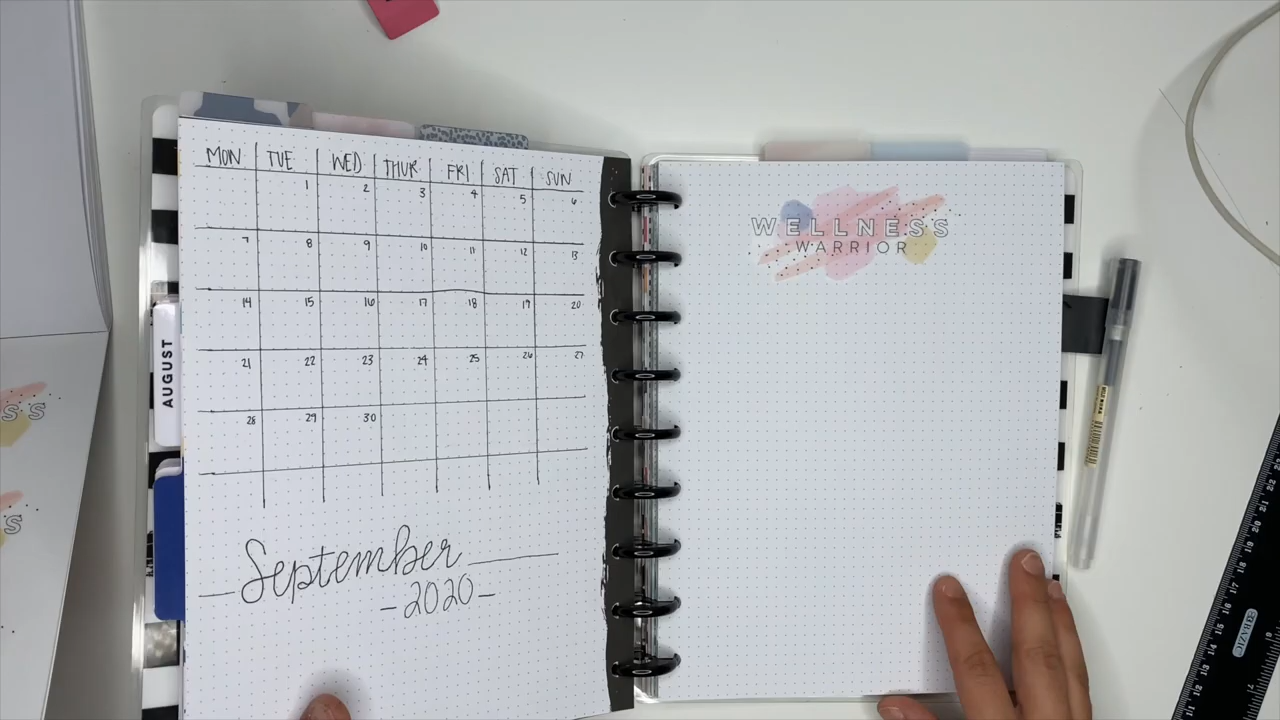 MON TUE WED THUR FRI SAT SUN
1 2 3 4 5 6
7 8 9 10 11 12 13
14 15 16 17 18 19 20
21 22 23 24 25 26 27
28 29 30
September
-2020-
AUGUST
WELLNESS
WARRIOR
SS
S
BAZIC